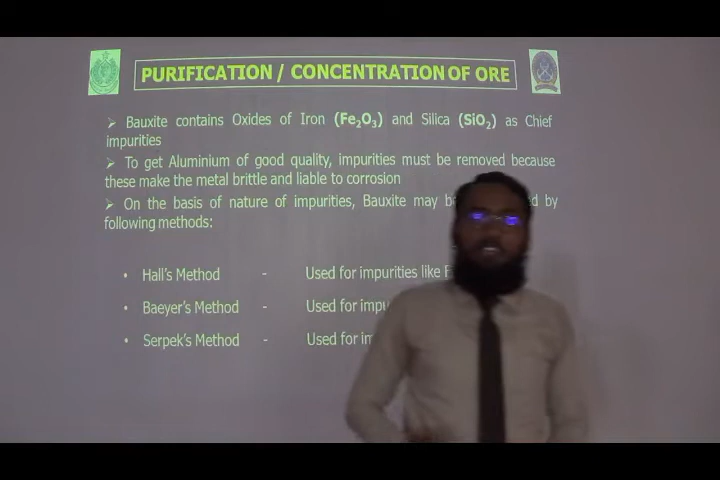 PURIFICATION / CONCENTRATION OF ORE
➢ Bauxite contains Oxides of Iron (Fe₂O₃) and Silica (SiO₂) as Chief
impurities
➢ To get Aluminium of good quality, impurities must be removed because
these make the metal brittle and liable to corrosion
➢ On the basis of nature of impurities, Bauxite may by
following methods:
• Hall's Method - Used for impurities like
• Baeyer's Method - Used for
• Serpek's Method - Used for